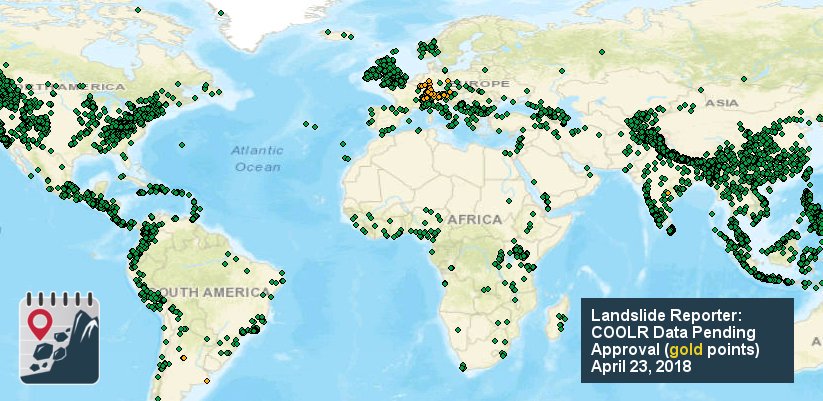 NORTH AMERICA
EUROPE
ASIA
Atlantic
Ocean
AFRICA
SOUTH AMERICA
Landslide Reporter:
COOLR Data Pending
Approval (gold points)
April 23, 2018
A